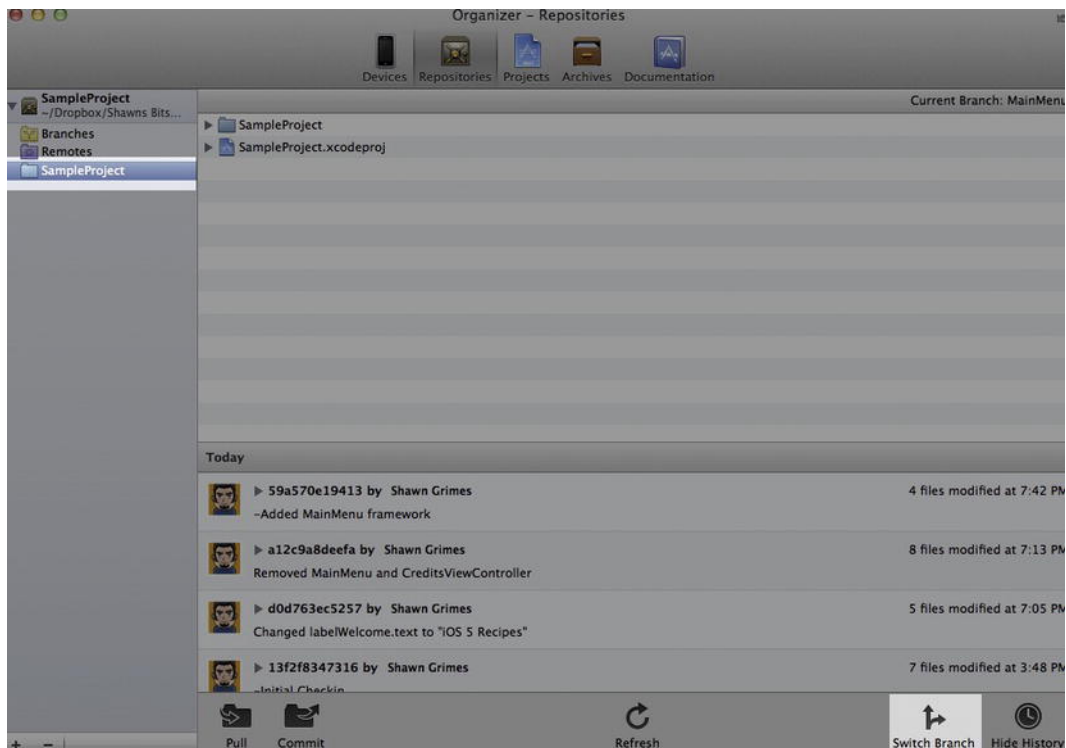 Organizer – Repositories
Devices Repositories Projects Archives Documentation
SampleProject
~/Dropbox/Shawns Bits...
Branches
Remotes
SampleProject
Current Branch: MainMenu
SampleProject
SampleProject.xcodeproj
Today
59a570e19413 by Shawn Grimes
4 files modified at 7:42 PM
-Added MainMenu framework
a12c9a8deefa by Shawn Grimes
8 files modified at 7:13 PM
Removed MainMenu and CreditsViewController
d0d763ec5257 by Shawn Grimes
5 files modified at 7:05 PM
Changed labelWelcome.text to "iOS 5 Recipes"
13f2f8347316 by Shawn Grimes
7 files modified at 3:48 PM
-Initial Checkin
Pull Commit Refresh Switch Branch Hide History